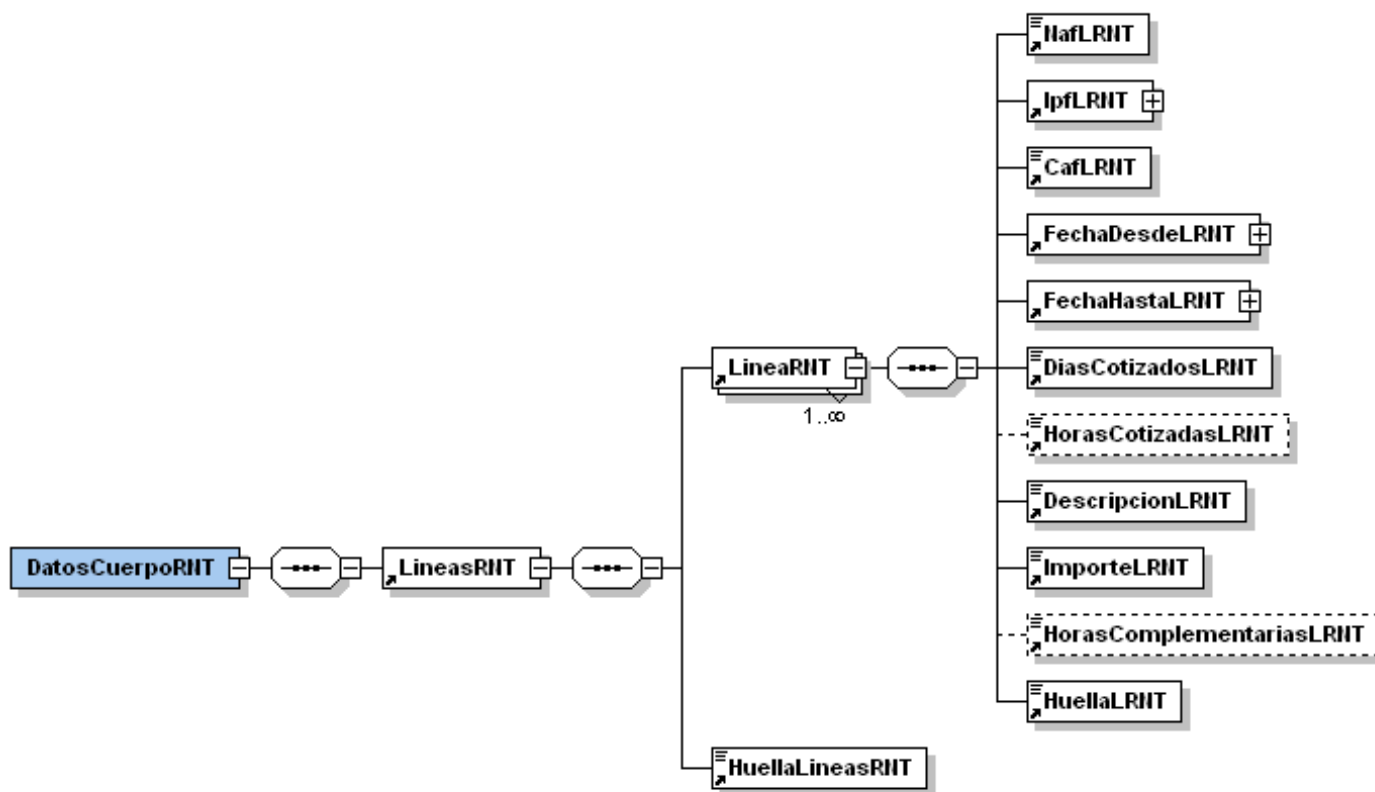 NafLRNT
IpfLRNT
CafLRNT
FechaDesdeLRNT
FechaHastaLRNT
LineaRNT
1..∞
DiasCotizadosLRNT
HorasCotizadasLRNT
DescripcionLRNT
DatosCuerpoRNT
LineasRNT
ImporteLRNT
HorasComplementariasLRNT
HuellaLRNT
HuellaLineasRNT